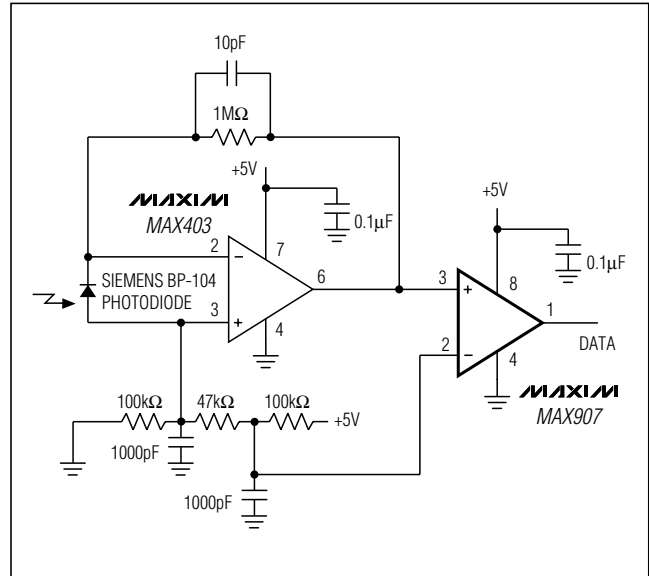 10pF
1MΩ
+5V
MAXIM
MAX403
0.1µF
+5V
0.1µF
2
7
SIEMENS BP-104
PHOTODIODE
6
3
8
3
4
1
2
DATA
4
MAXIM
MAX907
100kΩ
47kΩ
100kΩ
+5V
1000pF
1000pF